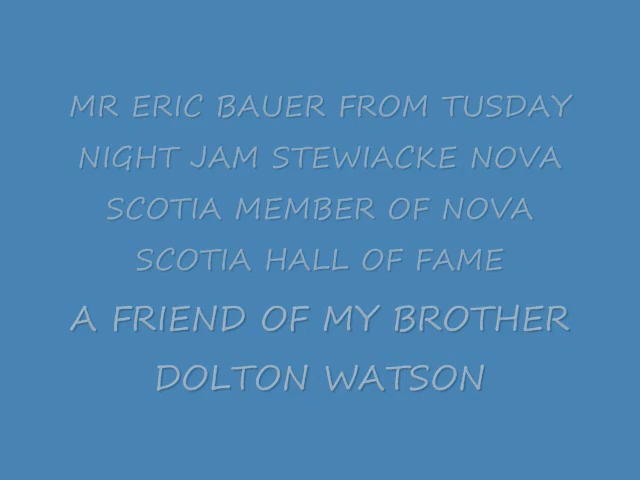 MR ERIC BAUER FROM TUSDAY
NIGHT JAM STEWIACKE NOVA
SCOTIA MEMBER OF NOVA
SCOTIA HALL OF FAME
A FRIEND OF MY BROTHER
DOLTON WATSON